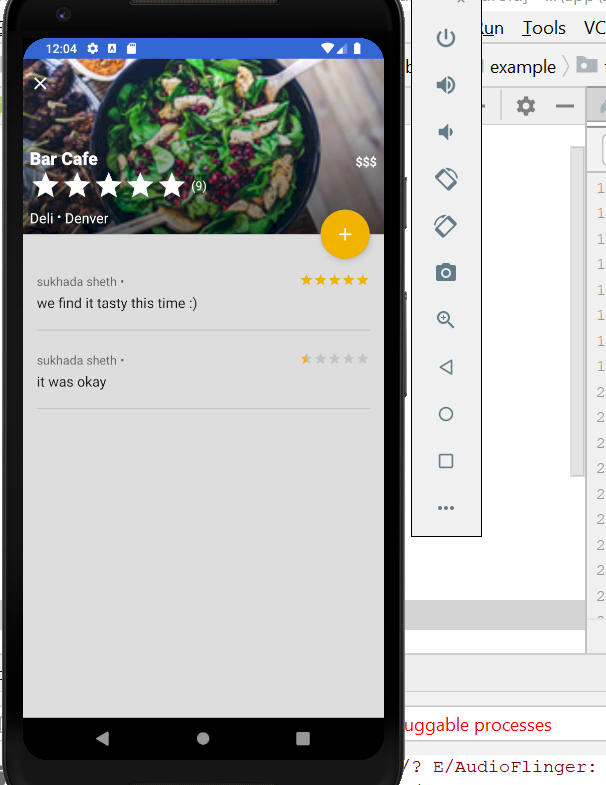 Run Tools VC
12:04
example
Bar Cafe
$$$
(9)
Deli • Denver
+
sukhada sheth •
we find it tasty this time :)
sukhada sheth •
it was okay
uggable processes
/? E/AudioFlinger: